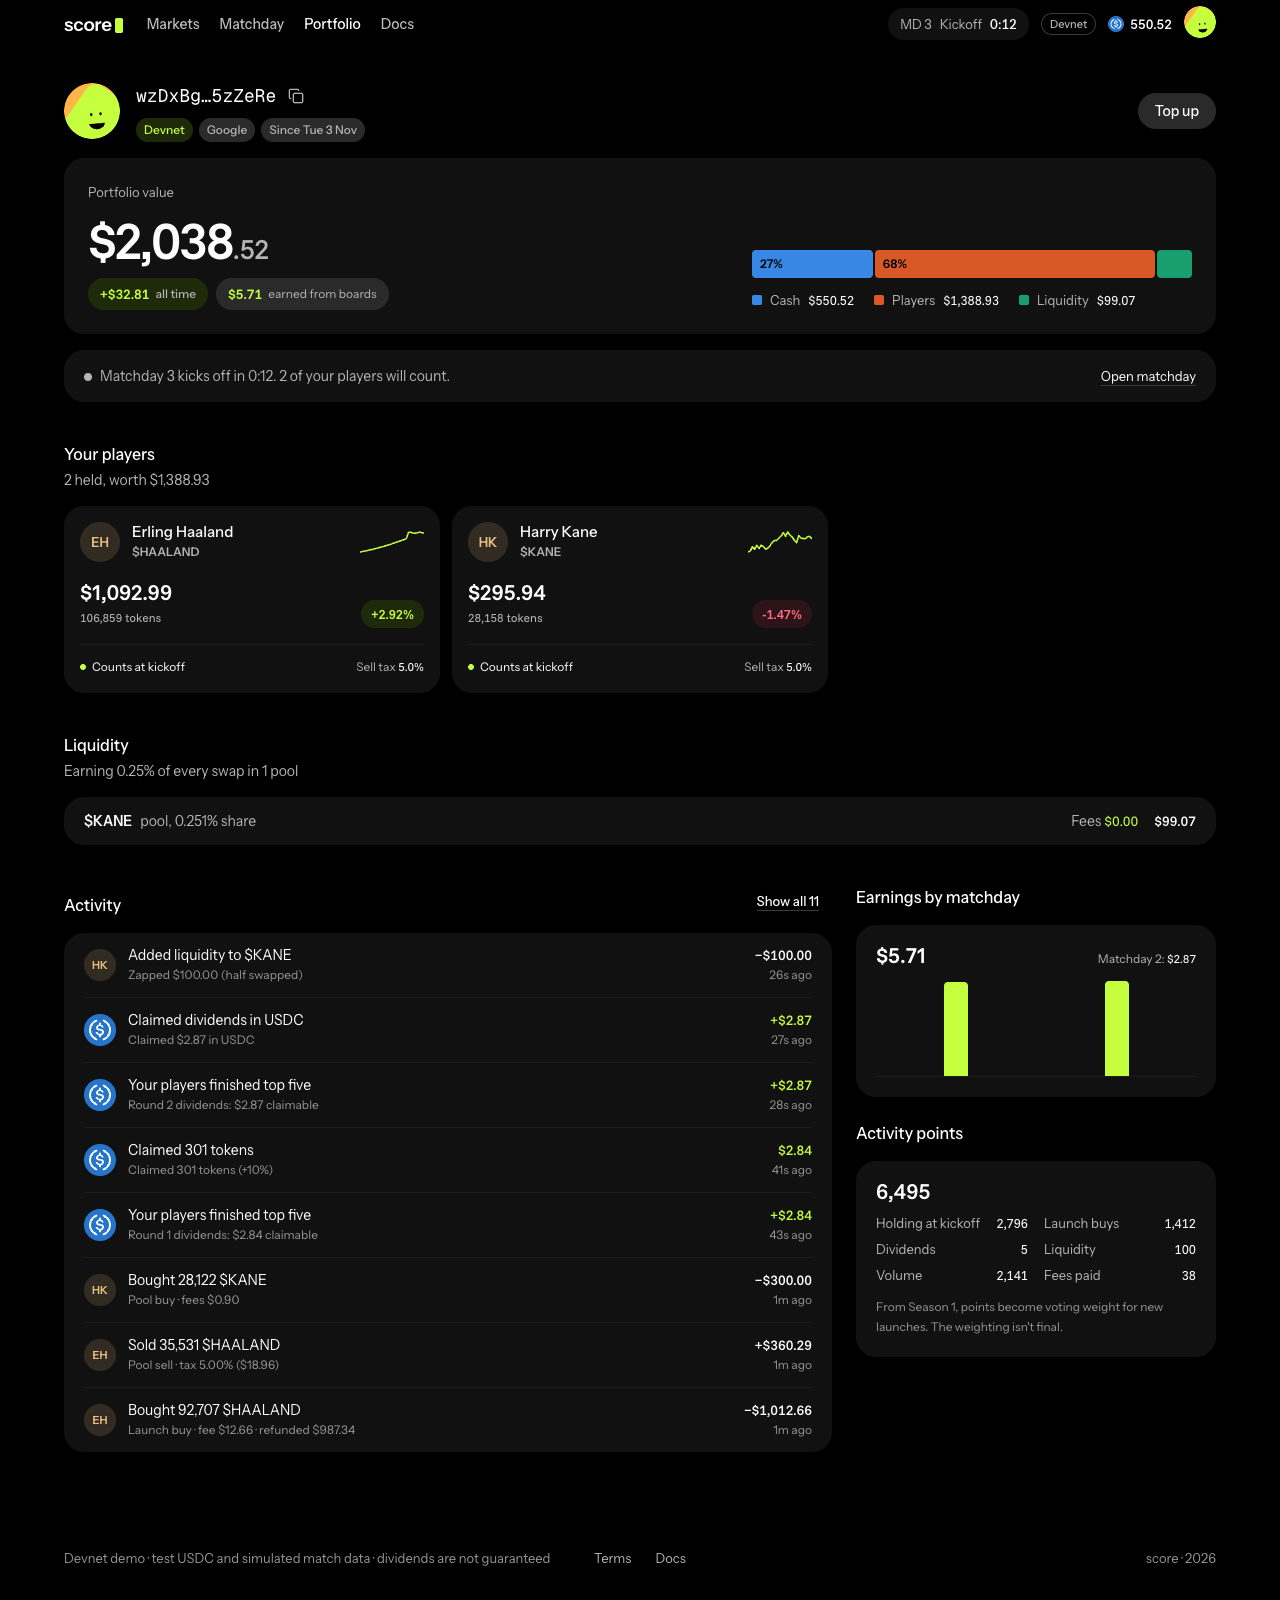 score Markets Matchday Portfolio Docs MD 3 Kickoff 0:12 Devnet 550.52
wzDxBg…5zZeRe
Devnet Google Since Tue 3 Nov
Top up
Portfolio value
$2,038.52
+$32.81 all time $5.71 earned from boards
27% 68%
Cash $550.52 Players $1,388.93 Liquidity $99.07
Matchday 3 kicks off in 0:12. 2 of your players will count. Open matchday
Your players
2 held, worth $1,388.93
EH Erling Haaland
$HAALAND
$1,092.99
106,859 tokens
+2.92%
Counts at kickoff Sell tax 5.0%
HK Harry Kane
$KANE
$295.94
28,158 tokens
-1.47%
Counts at kickoff Sell tax 5.0%
Liquidity
Earning 0.25% of every swap in 1 pool
$KANE pool, 0.251% share Fees $0.00 $99.07
Activity Show all 11
HK Added liquidity to $KANE −$100.00
Zapped $100.00 (half swapped) 26s ago
Claimed dividends in USDC +$2.87
Claimed $2.87 in USDC 27s ago
Your players finished top five +$2.87
Round 2 dividends: $2.87 claimable 28s ago
Claimed 301 tokens $2.84
Claimed 301 tokens (+10%) 41s ago
Your players finished top five +$2.84
Round 1 dividends: $2.84 claimable 43s ago
HK Bought 28,122 $KANE −$300.00
Pool buy · fees $0.90 1m ago
EH Sold 35,531 $HAALAND +$360.29
Pool sell · tax 5.00% ($18.96) 1m ago
EH Bought 92,707 $HAALAND −$1,012.66
Launch buy · fee $12.66 · refunded $987.34 1m ago
Earnings by matchday
$5.71 Matchday 2: $2.87
Activity points
6,495
Holding at kickoff 2,796 Launch buys 1,412
Dividends 5 Liquidity 100
Volume 2,141 Fees paid 38
From Season 1, points become voting weight for new
launches. The weighting isn't final.
Devnet demo · test USDC and simulated match data · dividends are not guaranteed Terms Docs score · 2026